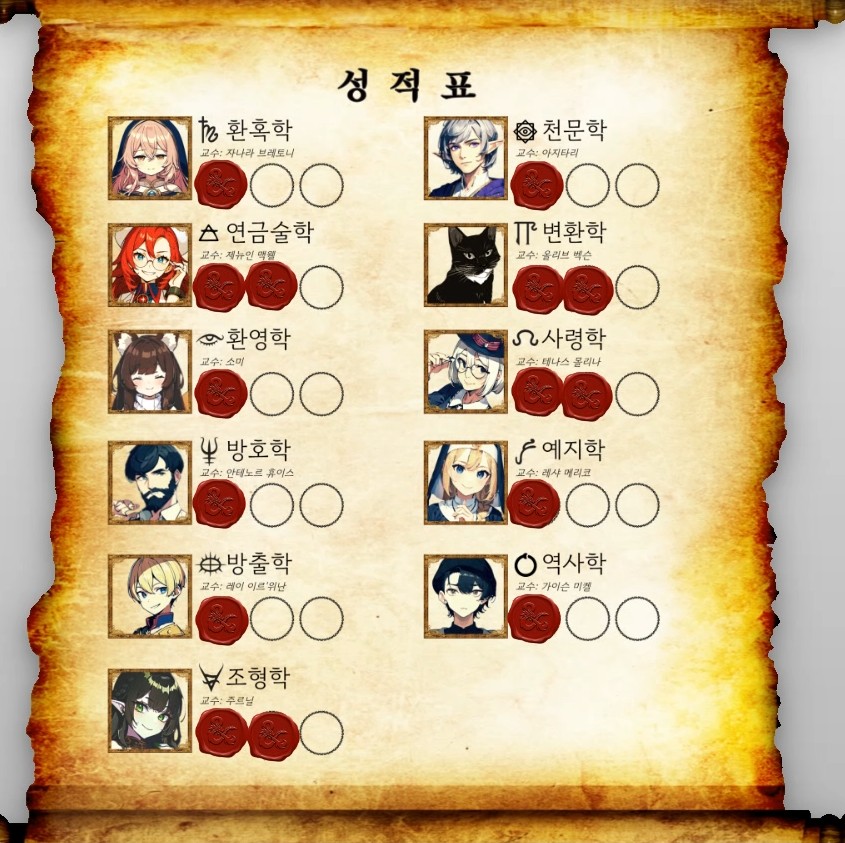 성적표
환혹학
교수: 자나라 브레토니
천문학
교수: 아지타리
연금술학
교수: 제뉴인 맥웰
변환학
교수: 올리브 벡슨
환영학
교수: 소미
사령학
교수: 테나스 몰리나
방호학
교수: 안테노르 휴이스
예지학
교수: 레샤 메리코
방출학
교수: 레이 이르'위난
역사학
교수: 가이슨 미켐
조형학
교수: 주르닐